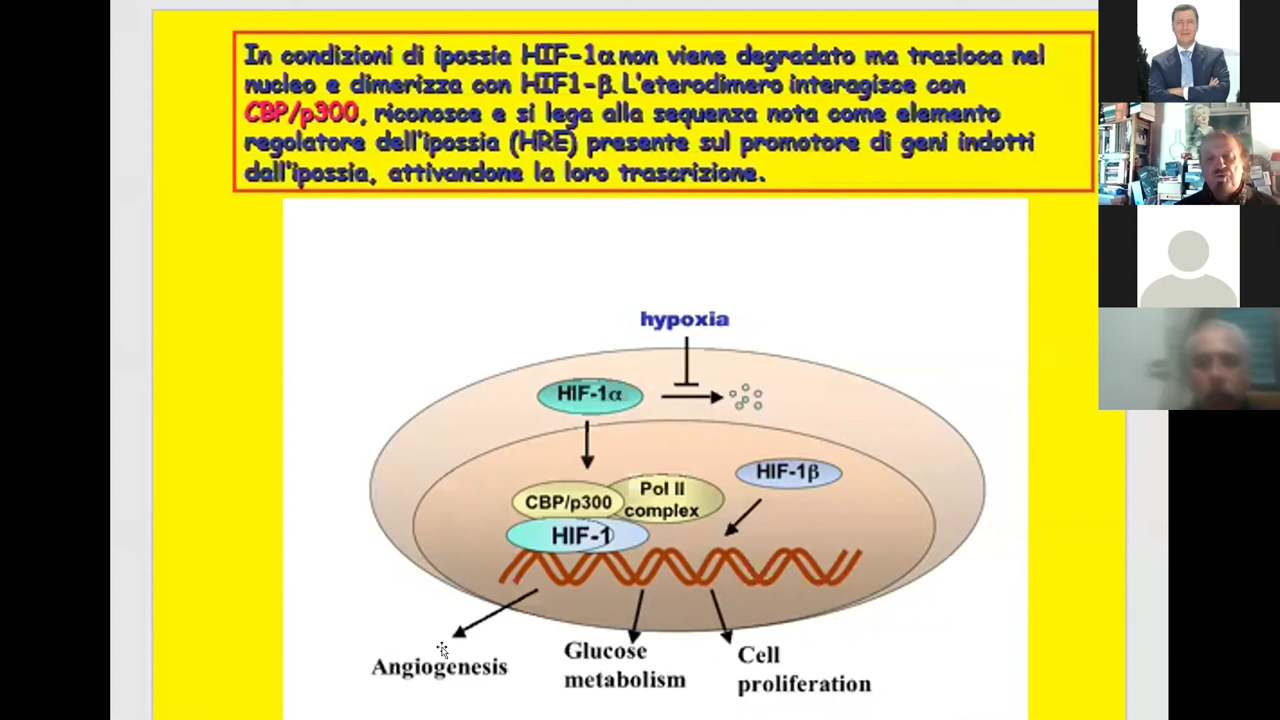 In condizioni di ipossia HIF-1α non viene degradato ma trasloca nel
nucleo e dimerizza con HIF1-β. L'eterodimero interagisce con
CBP/p300, riconosce e si lega alla sequenza nota come elemento
regolatore dell'ipossia (HRE) presente sul promotore di geni indotti
dall'ipossia, attivandone la loro trascrizione.
hypoxia
HIF-1α
HIF-1β
CBP/p300
Pol II
complex
HIF-1
Angiogenesis
Glucose
metabolism
Cell
proliferation